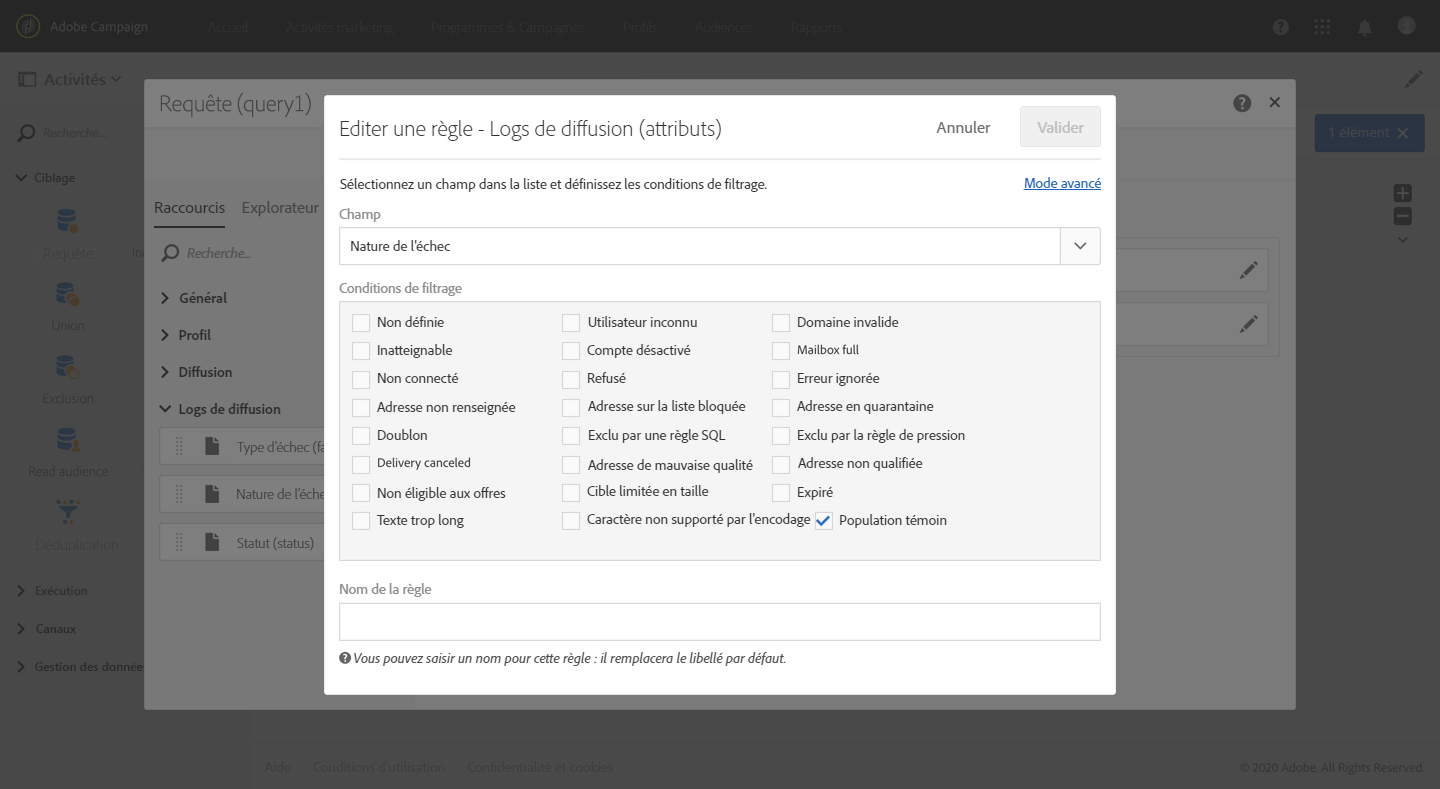 Adobe Campaign
Accueil
Activités marketing
Programmes & Campagnes
Profils
Audiences
Rapports
Activités
Requête (query1)
1 élément
Recherche...
Ciblage
Requête
Union
Exclusion
Read audience
Déduplication
Exécution
Canaux
Gestion des données
Raccourcis
Explorateur
Recherche...
Général
Profil
Diffusion
Logs de diffusion
Type d'échec (fa
Nature de l'éche
Statut (status)
Editer une règle - Logs de diffusion (attributs)
Annuler
Valider
Sélectionnez un champ dans la liste et définissez les conditions de filtrage.
Mode avancé
Champ
Nature de l'échec
Conditions de filtrage
Non définie
Utilisateur inconnu
Domaine invalide
Inatteignable
Compte désactivé
Mailbox full
Non connecté
Refusé
Erreur ignorée
Adresse non renseignée
Adresse sur la liste bloquée
Adresse en quarantaine
Doublon
Exclu par une règle SQL
Exclu par la règle de pression
Delivery canceled
Adresse de mauvaise qualité
Adresse non qualifiée
Non éligible aux offres
Cible limitée en taille
Expiré
Texte trop long
Caractère non supporté par l'encodage
Population témoin
Nom de la règle
Vous pouvez saisir un nom pour cette règle : il remplacera le libellé par défaut.
Aide
Conditions d'utilisation
Confidentialité et cookies
© 2020 Adobe. All Rights Reserved.